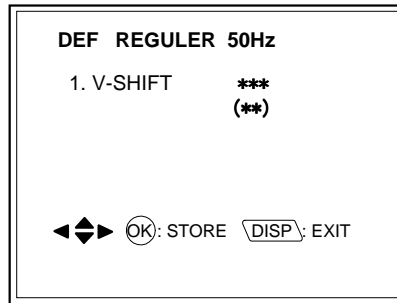 DEF REGULER 50Hz
1. V-SHIFT ***
(**)
OK: STORE DISP: EXIT